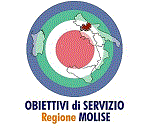 OBIETTIVI di SERVIZIO
Regione MOLISE